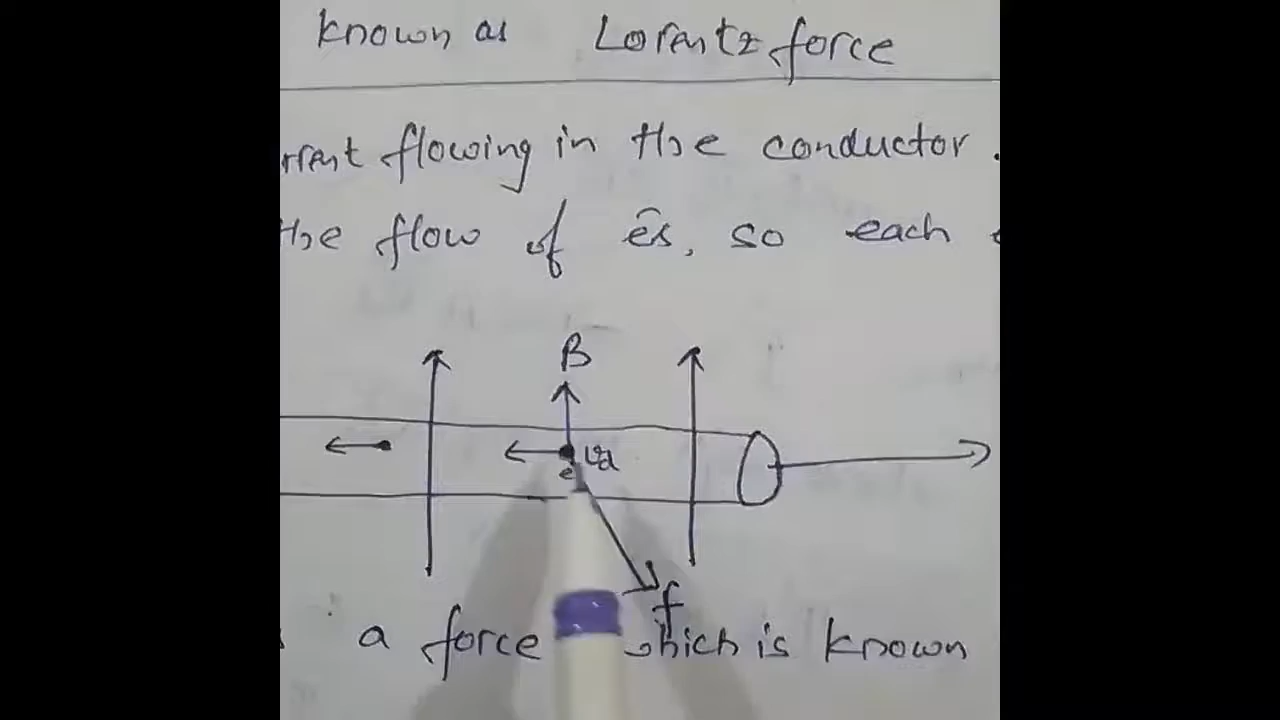 known as Lorentz force
rrent flowing in the conductor.
the flow of ēs, so each
B
vd
e
f
a force which is known